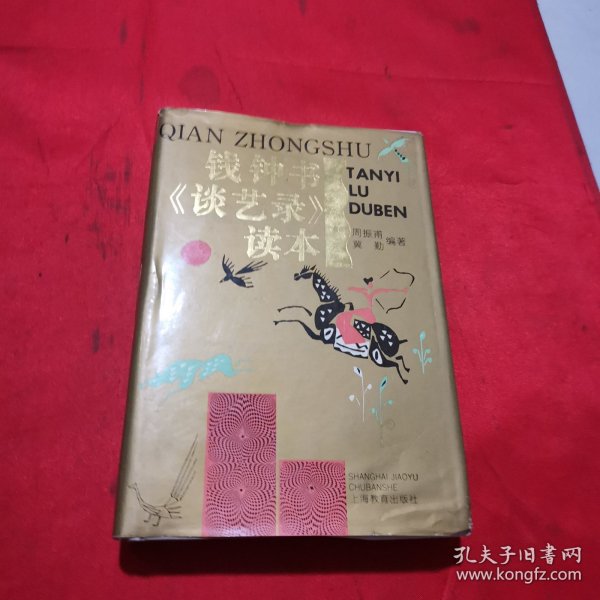 QIAN ZHONGSHU
钱钟书
《谈艺录》
读本
TANYI
LU
DUBEN
周振甫
冀勤
编著
SHANGHAI JIAOYU
CHUBANSHE
上海教育出版社
孔夫子旧书网
www.kongfz.com